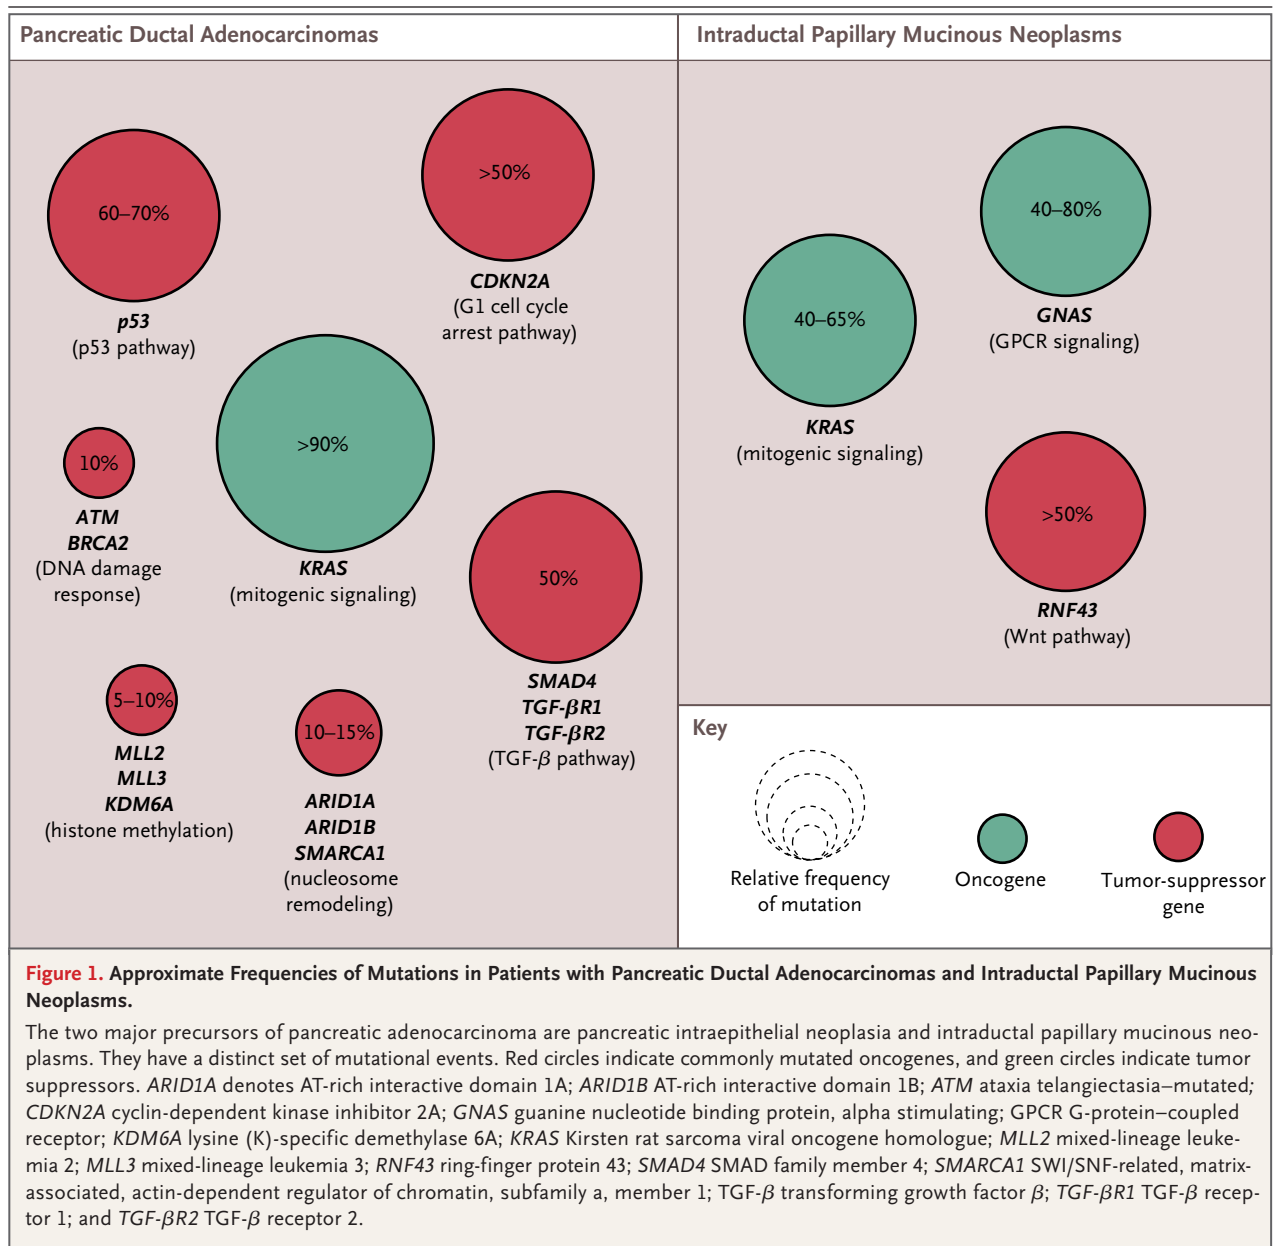 Pancreatic Ductal Adenocarcinomas
60–70%
p53
(p53 pathway)
>50%
CDKN2A
(G1 cell cycle
arrest pathway)
10%
ATM
BRCA2
(DNA damage
response)
>90%
KRAS
(mitogenic signaling)
50%
SMAD4
TGF-βR1
TGF-βR2
(TGF-β pathway)
5–10%
MLL2
MLL3
KDM6A
(histone methylation)
10–15%
ARID1A
ARID1B
SMARCA1
(nucleosome
remodeling)
Intraductal Papillary Mucinous Neoplasms
40–65%
KRAS
(mitogenic signaling)
40–80%
GNAS
(GPCR signaling)
>50%
RNF43
(Wnt pathway)
Key
Relative frequency
of mutation
Oncogene
Tumor-suppressor
gene
Figure 1. Approximate Frequencies of Mutations in Patients with Pancreatic Ductal Adenocarcinomas and Intraductal Papillary Mucinous
Neoplasms.
The two major precursors of pancreatic adenocarcinoma are pancreatic intraepithelial neoplasia and intraductal papillary mucinous neo-
plasms. They have a distinct set of mutational events. Red circles indicate commonly mutated oncogenes, and green circles indicate tumor
suppressors. ARID1A denotes AT-rich interactive domain 1A; ARID1B AT-rich interactive domain 1B; ATM ataxia telangiectasia–mutated;
CDKN2A cyclin-dependent kinase inhibitor 2A; GNAS guanine nucleotide binding protein, alpha stimulating; GPCR G-protein–coupled
receptor; KDM6A lysine (K)-specific demethylase 6A; KRAS Kirsten rat sarcoma viral oncogene homologue; MLL2 mixed-lineage leuke-
mia 2; MLL3 mixed-lineage leukemia 3; RNF43 ring-finger protein 43; SMAD4 SMAD family member 4; SMARCA1 SWI/SNF-related, matrix-
associated, actin-dependent regulator of chromatin, subfamily a, member 1; TGF-β transforming growth factor β; TGF-βR1 TGF-β recep-
tor 1; and TGF-βR2 TGF-β receptor 2.